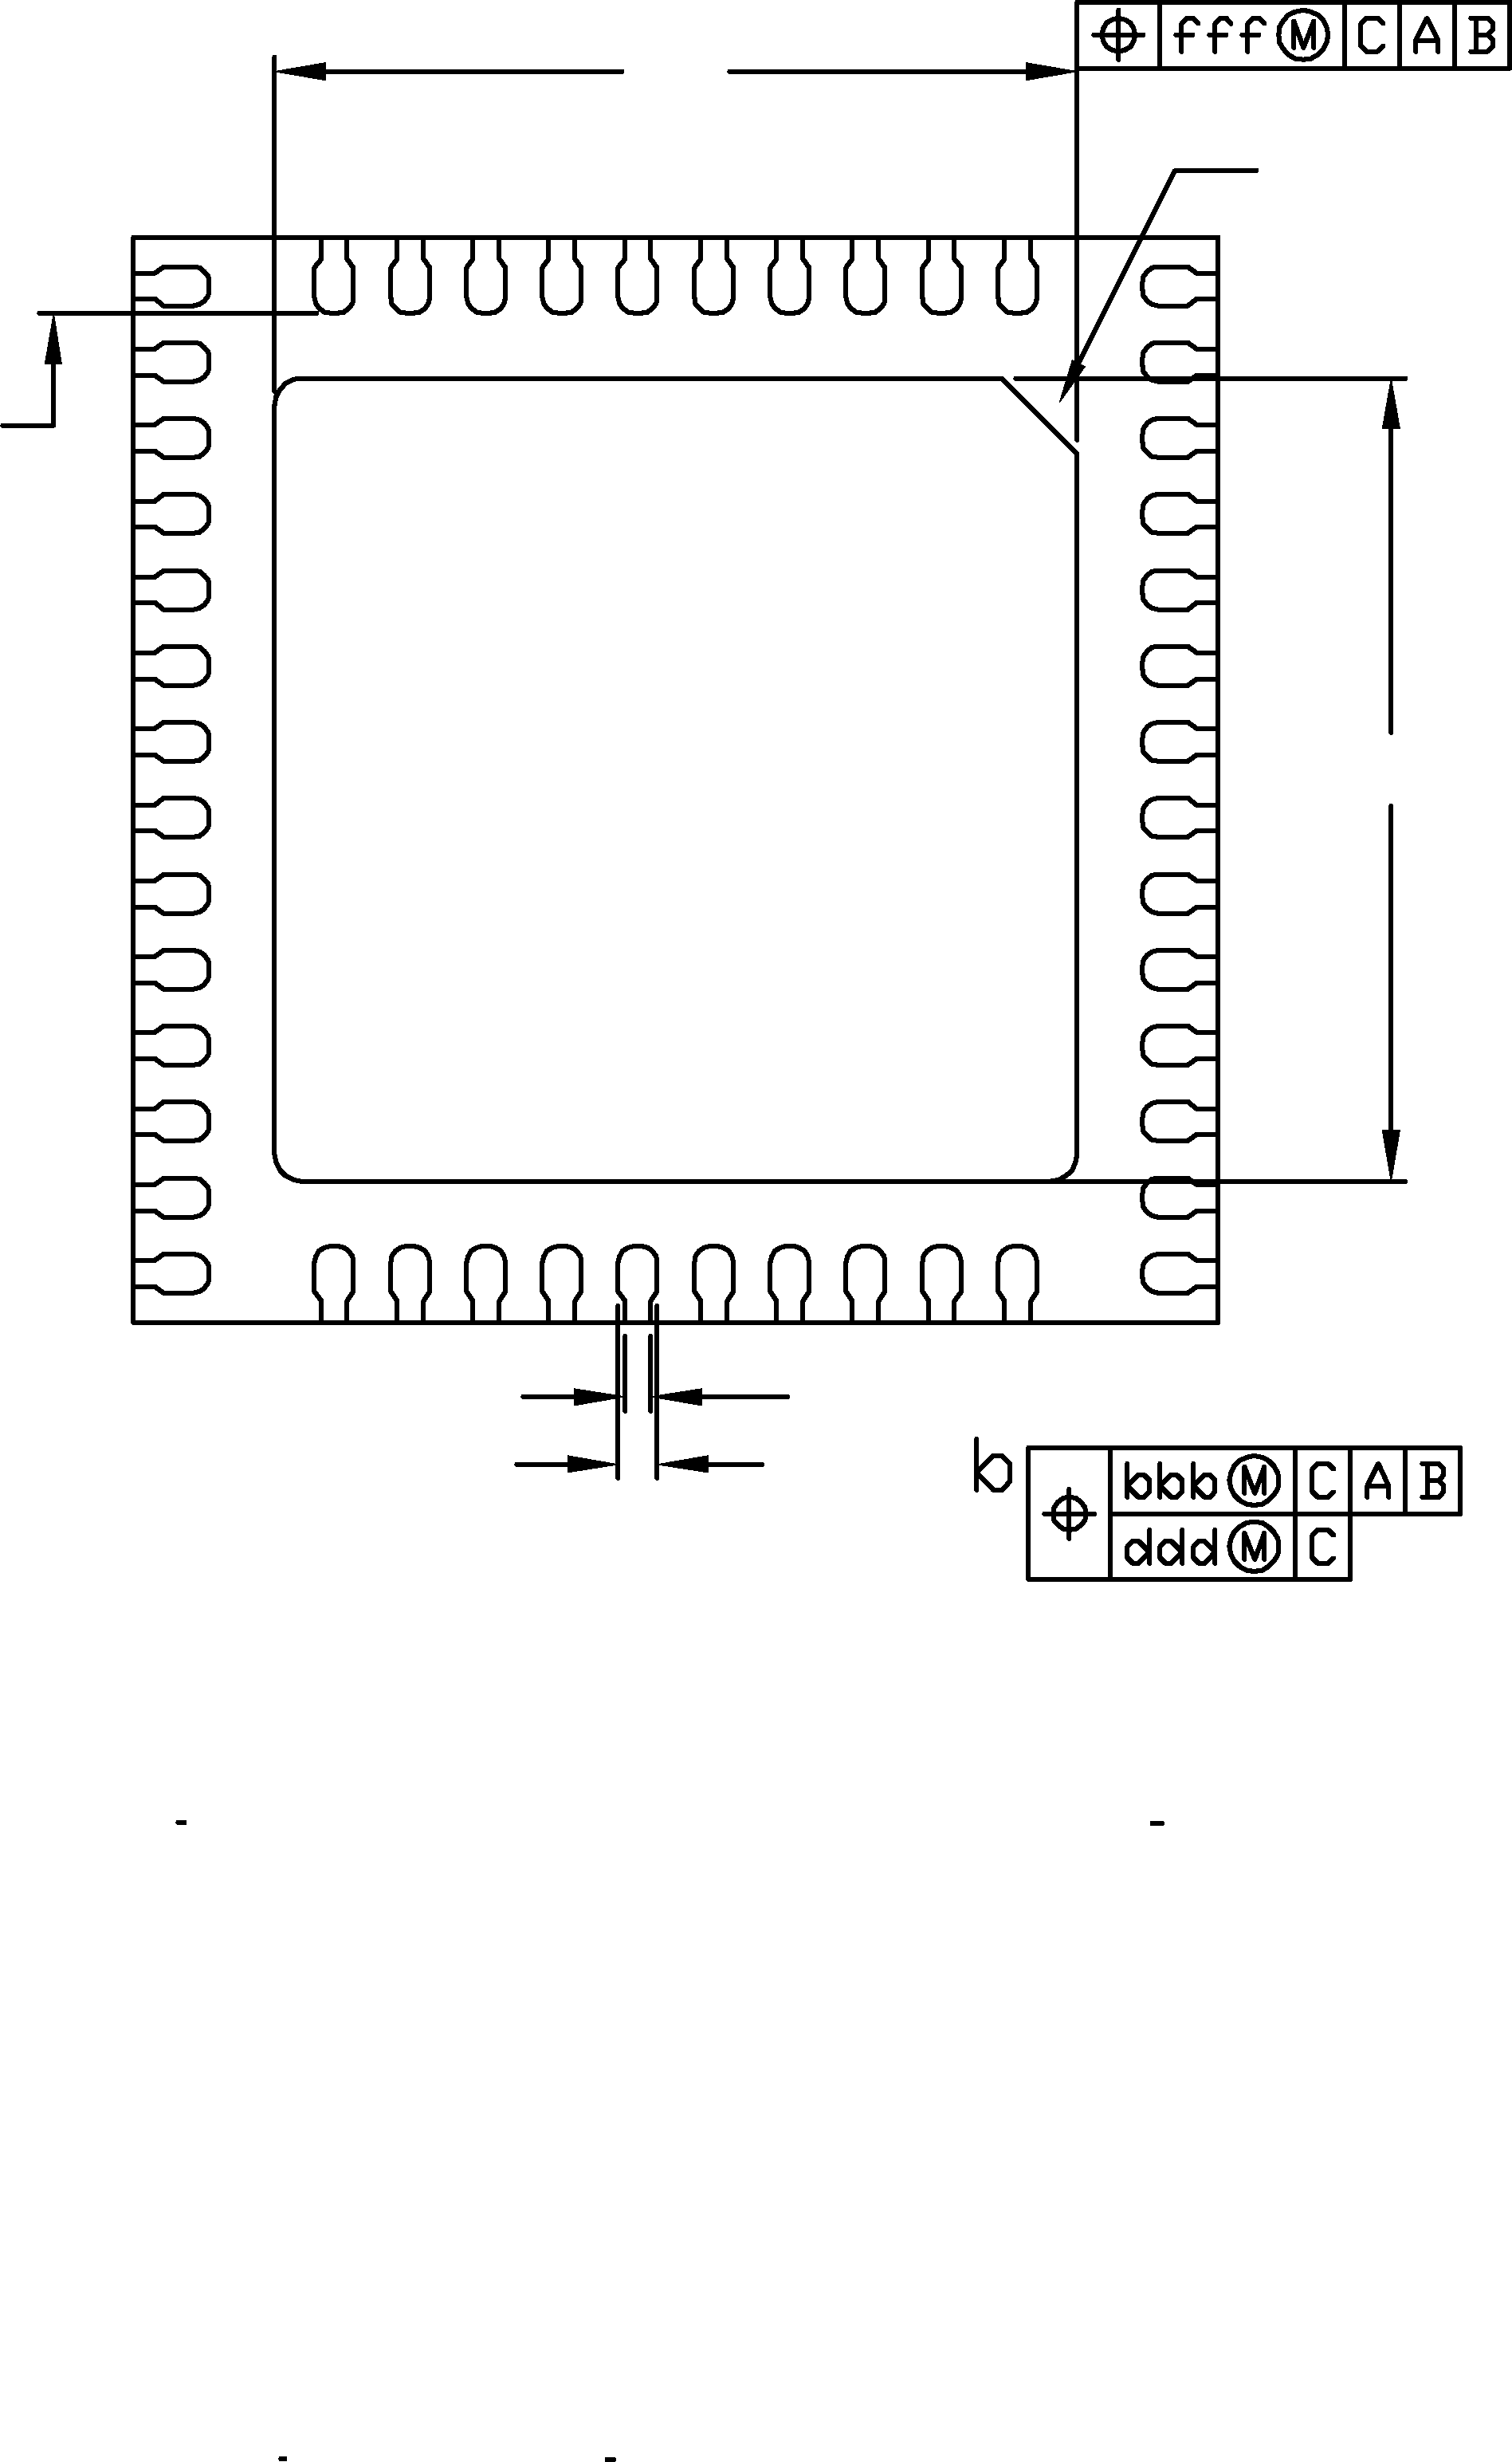 ⌖ fff Ⓜ C A B
b ⌖ bbb Ⓜ C A B
ddd Ⓜ C